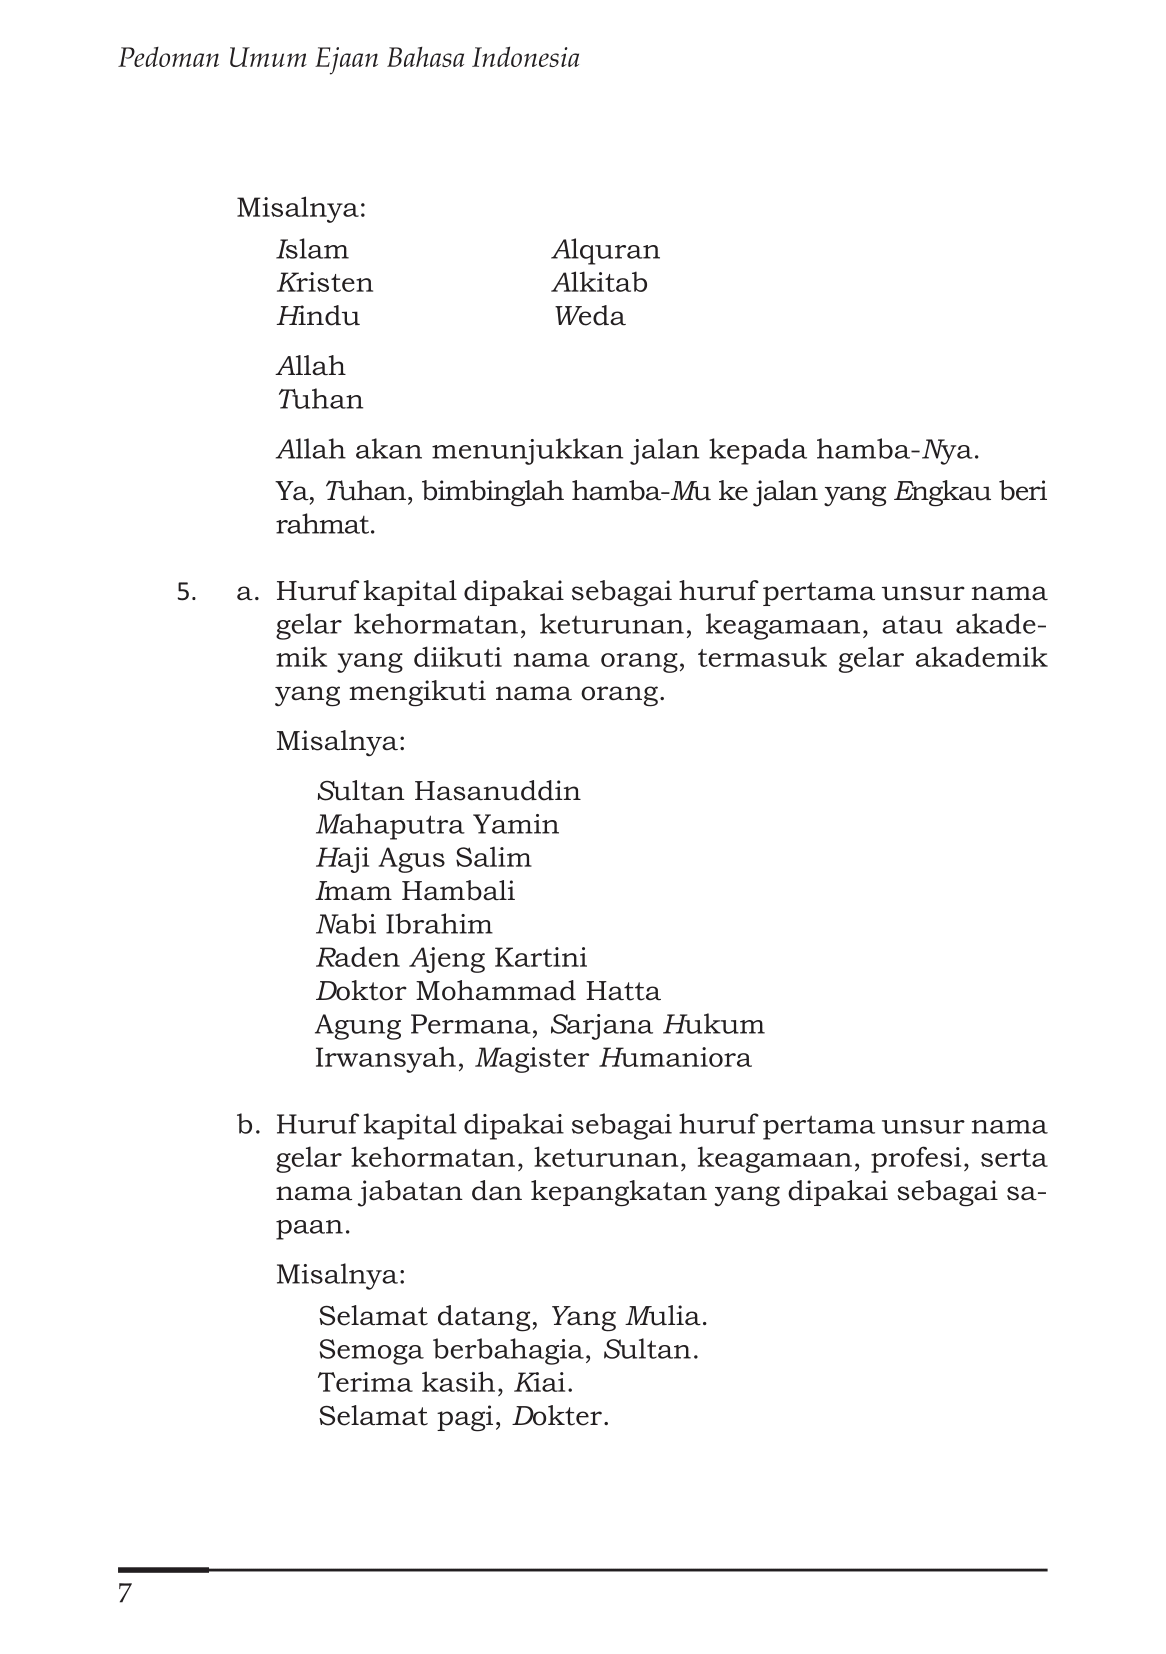 Pedoman Umum Ejaan Bahasa Indonesia
Misalnya:
Islam Alquran
Kristen Alkitab
Hindu Weda
Allah
Tuhan
Allah akan menunjukkan jalan kepada hamba-Nya.
Ya, Tuhan, bimbinglah hamba-Mu ke jalan yang Engkau beri
rahmat.
5. a. Huruf kapital dipakai sebagai huruf pertama unsur nama
gelar kehormatan, keturunan, keagamaan, atau akade-
mik yang diikuti nama orang, termasuk gelar akademik
yang mengikuti nama orang.
Misalnya:
Sultan Hasanuddin
Mahaputra Yamin
Haji Agus Salim
Imam Hambali
Nabi Ibrahim
Raden Ajeng Kartini
Doktor Mohammad Hatta
Agung Permana, Sarjana Hukum
Irwansyah, Magister Humaniora
b. Huruf kapital dipakai sebagai huruf pertama unsur nama
gelar kehormatan, keturunan, keagamaan, profesi, serta
nama jabatan dan kepangkatan yang dipakai sebagai sa-
paan.
Misalnya:
Selamat datang, Yang Mulia.
Semoga berbahagia, Sultan.
Terima kasih, Kiai.
Selamat pagi, Dokter.
7